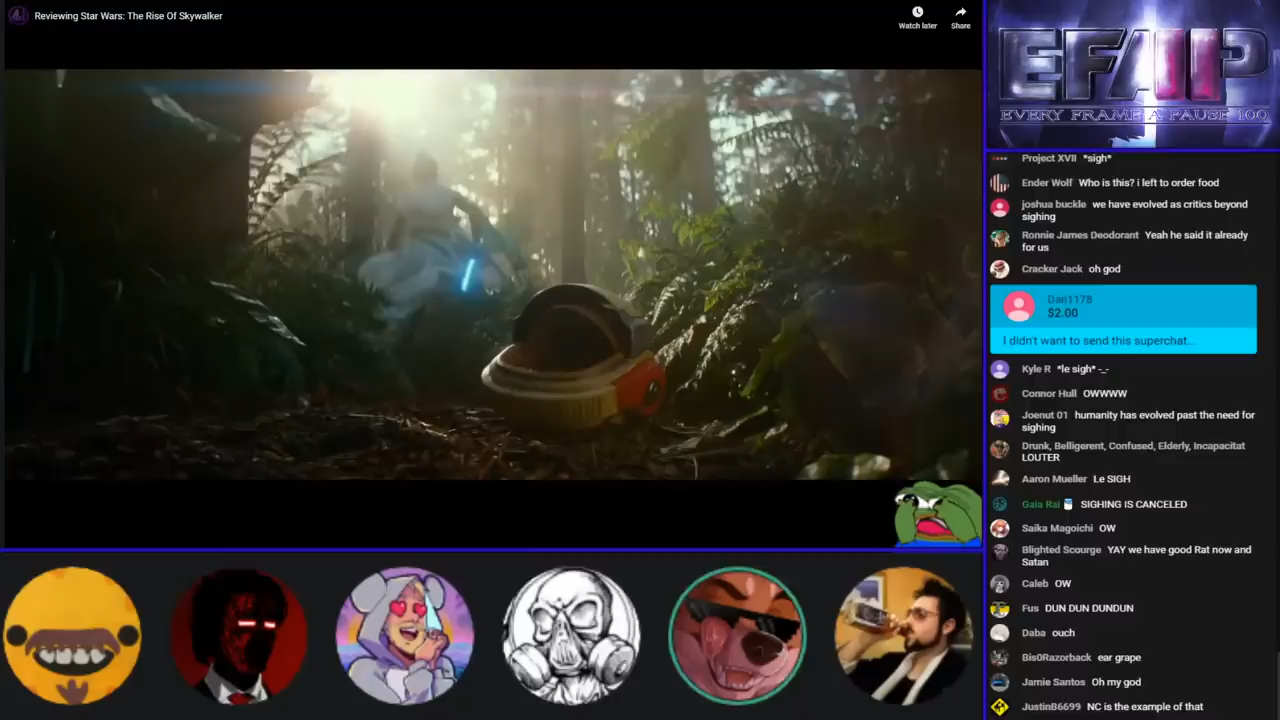 Reviewing Star Wars: The Rise Of Skywalker
Watch later
Share
EFAP
EVERY FRAME A PAUSE 100
Project XVII *sigh*
Ender Wolf Who is this? i left to order food
joshua buckle we have evolved as critics beyond
sighing
Ronnie James Deodorant Yeah he said it already
for us
Cracker Jack oh god
Dan1178
$2.00
I didn't want to send this superchat...
Kyle R *le sigh* -_-
Connor Hull OWWWW
Joenut 01 humanity has evolved past the need for
sighing
Drunk, Belligerent, Confused, Elderly, Incapacitat
LOUTER
Aaron Mueller Le SIGH
Gaia Rai SIGHING IS CANCELED
Saika Magoichi OW
Blighted Scourge YAY we have good Rat now and
Satan
Caleb OW
Fus DUN DUN DUNDUN
Daba ouch
Bis0Razorback ear grape
Jamie Santos Oh my god
JustinB6699 NC is the example of that